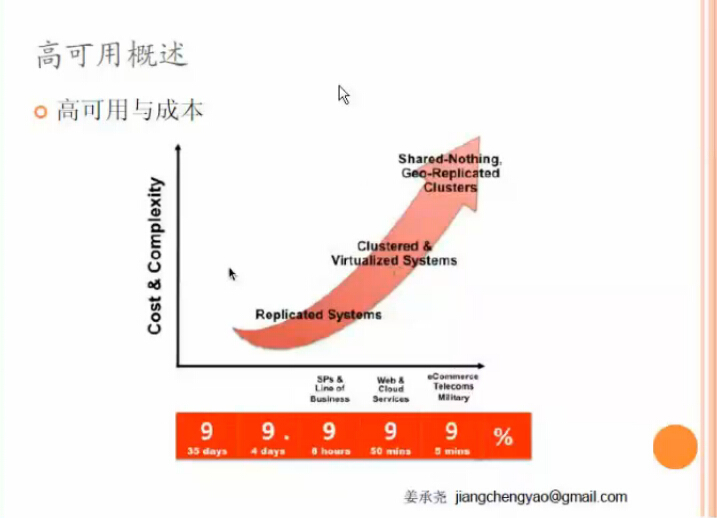 高可用概述
高可用与成本
Cost & Complexity
Shared-Nothing,
Geo-Replicated
Clusters
Clustered &
Virtualized Systems
Replicated Systems
SPs &
Line of
Business
Web &
Cloud
Services
eCommerce
Telecoms
Military
9 9 . 9 9 9 %
35 days 4 days 8 hours 50 mins 5 mins
姜承尧 jiangchengyao@gmail.com